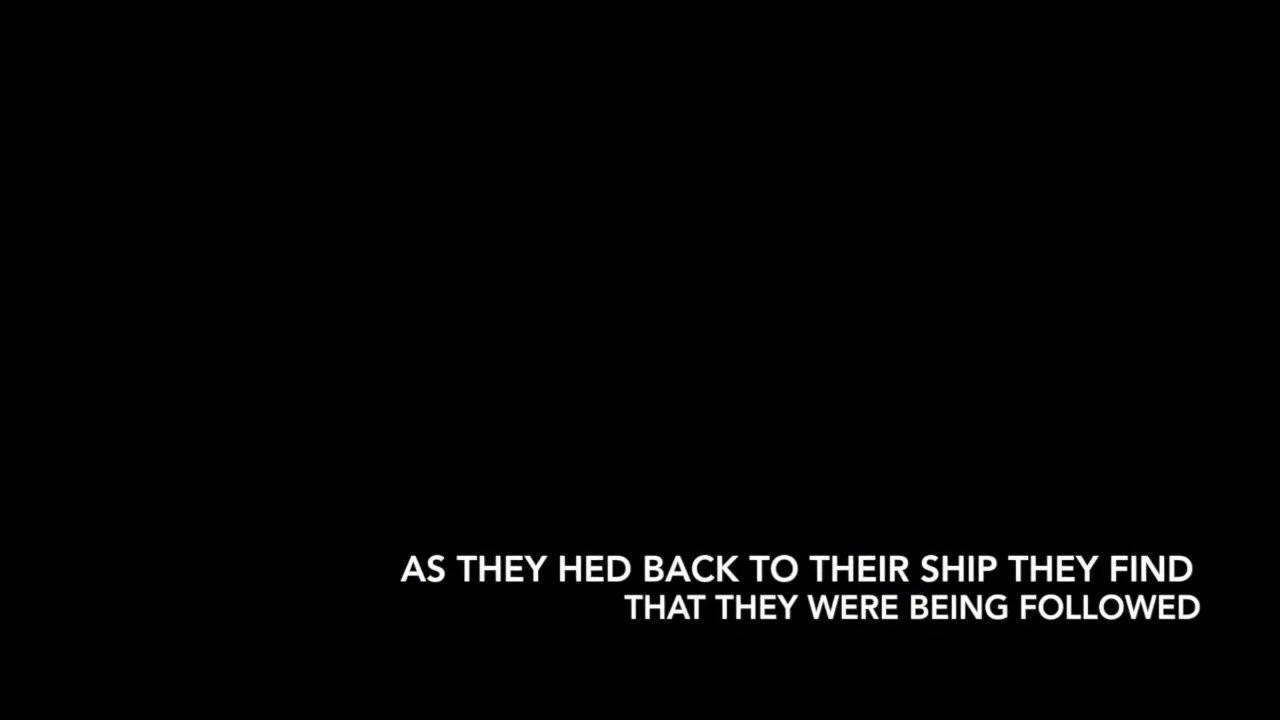 AS THEY HED BACK TO THEIR SHIP THEY FIND
THAT THEY WERE BEING FOLLOWED